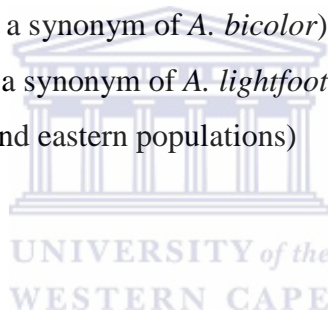 a synonym of A. bicolor)
a synonym of A. lightfoot
nd eastern populations)
UNIVERSITY of the
WESTERN CAPE